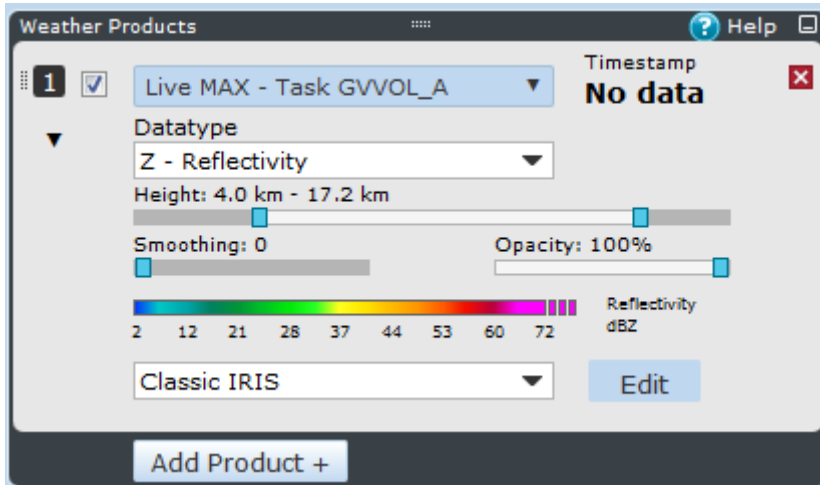 Weather Products
Help
1
Live MAX - Task GVVOL_A
Timestamp
No data
Datatype
Z - Reflectivity
Height: 4.0 km - 17.2 km
Smoothing: 0
Opacity: 100%
2 12 21 28 37 44 53 60 72
Reflectivity
dBZ
Classic IRIS
Edit
Add Product +